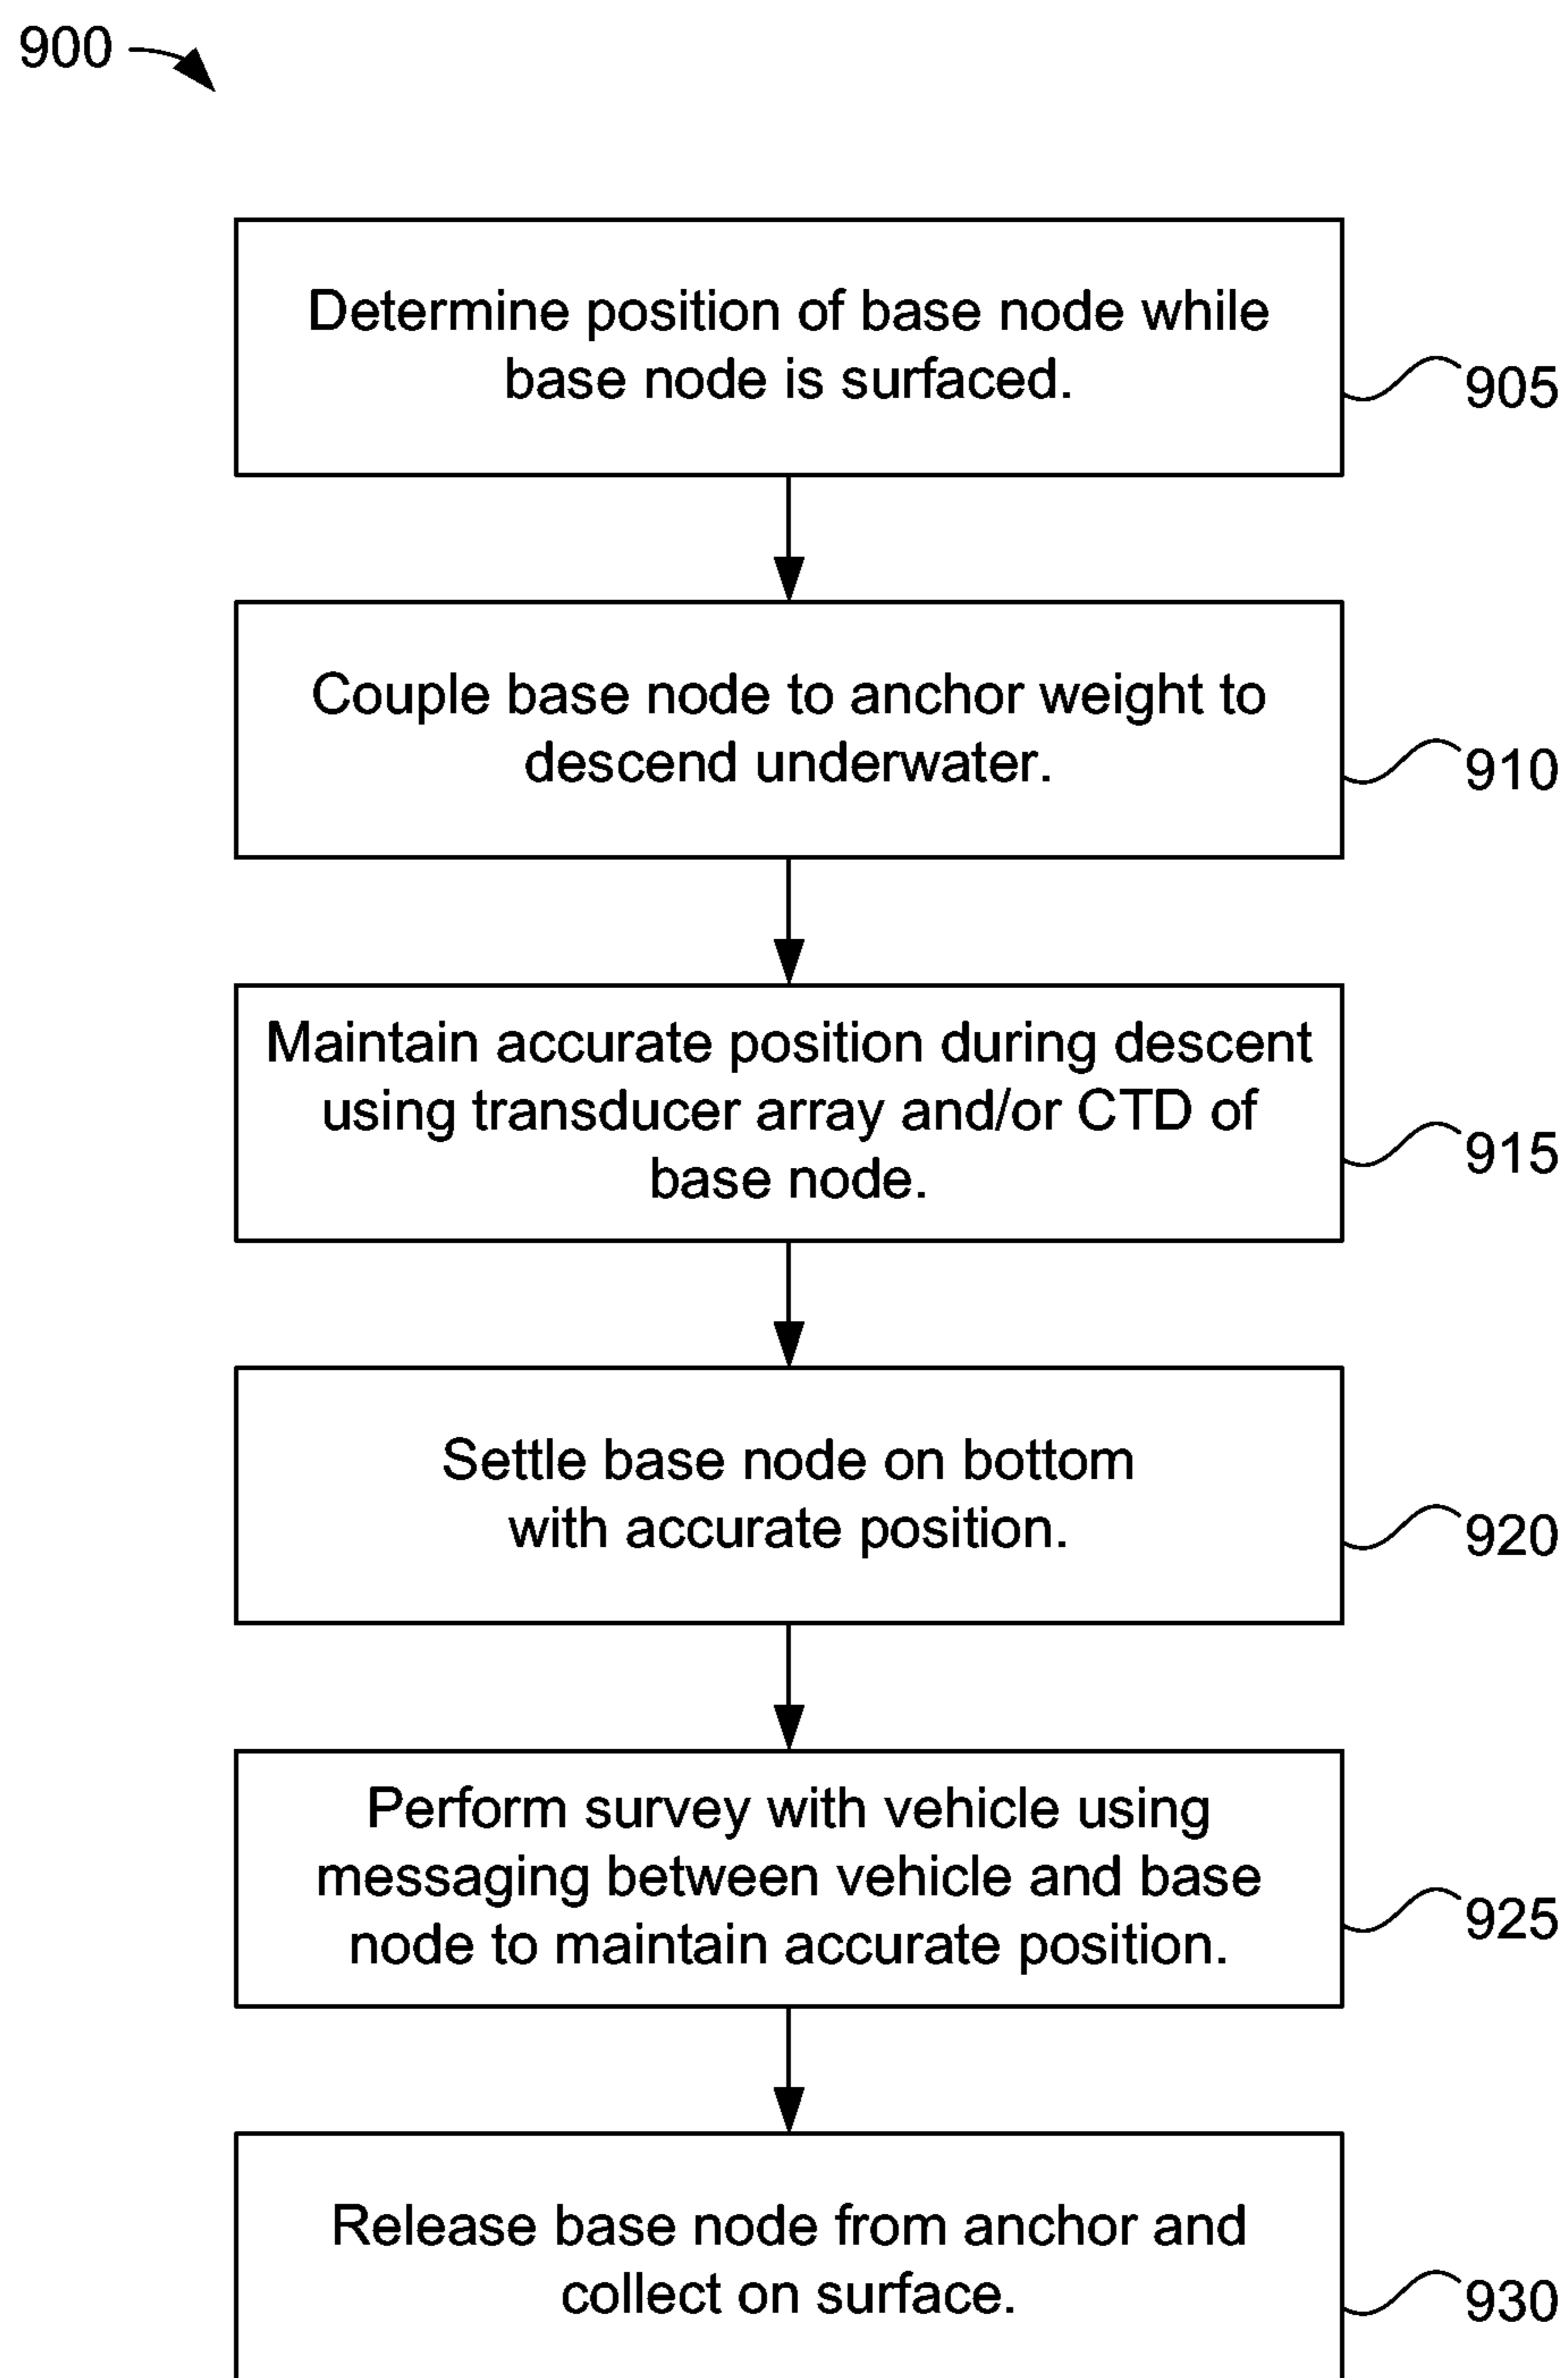 900
Determine position of base node while
base node is surfaced.
905
Couple base node to anchor weight to
descend underwater.
910
Maintain accurate position during descent
using transducer array and/or CTD of
base node.
915
Settle base node on bottom
with accurate position.
920
Perform survey with vehicle using
messaging between vehicle and base
node to maintain accurate position.
925
Release base node from anchor and
collect on surface.
930